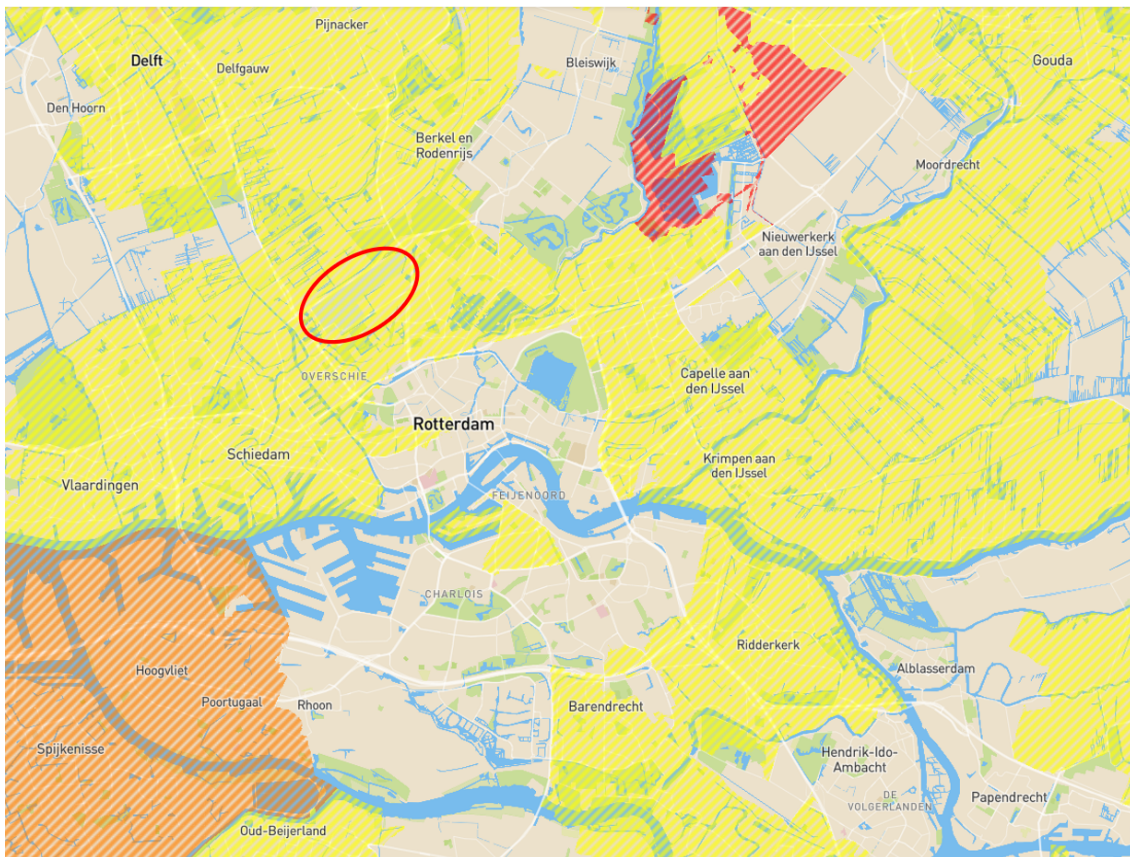 Pijnacker
Delft
Delfgauw
Bleiswijk
Gouda
Den Hoorn
Berkel en
Rodenrijs
Moordrecht
Nieuwerkerk
aan den IJssel
OVERSCHIE
Capelle aan
den IJssel
Rotterdam
Schiedam
Krimpen aan
den IJssel
Vlaardingen
FEIJENOORD
CHARLOIS
Ridderkerk
Hoogvliet
Alblasserdam
Poortugaal
Rhoon
Barendrecht
Spijkenisse
Hendrik-Ido-
Ambacht
DE
VOLGERLANDEN
Papendrecht
Oud-Beijerland